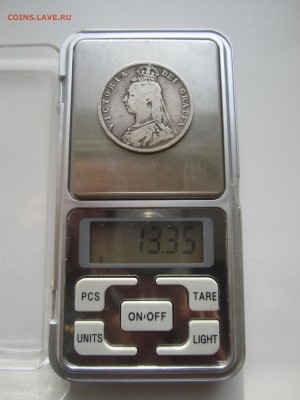 COINS.LAVE.RU
VICTORIA DEI GRATIA
13.35
PCS
TARE
ON/OFF
UNITS
LIGHT